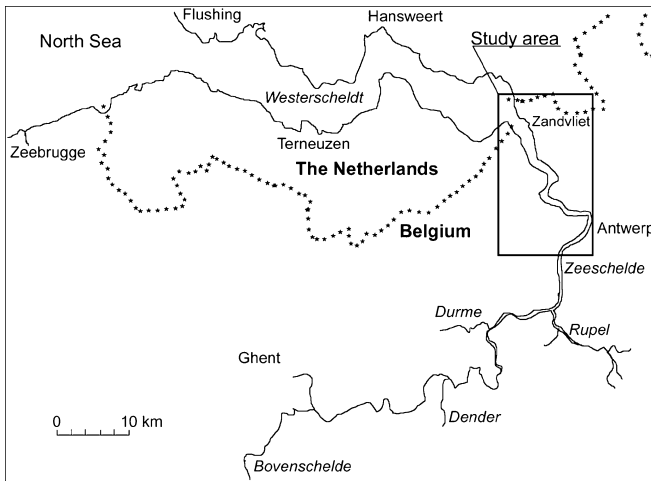 Flushing
Hansweert
North Sea
Study area
Westerscheldt
Zandvliet
Terneuzen
Zeebrugge
The Netherlands
Belgium
Antwerp
Zeeschelde
Durme
Rupel
Ghent
Dender
0 10 km
Bovenschelde